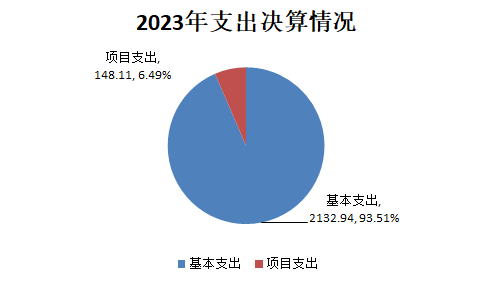 2023年支出决算情况
项目支出,
148.11, 6.49%
基本支出,
2132.94, 93.51%
基本支出
项目支出